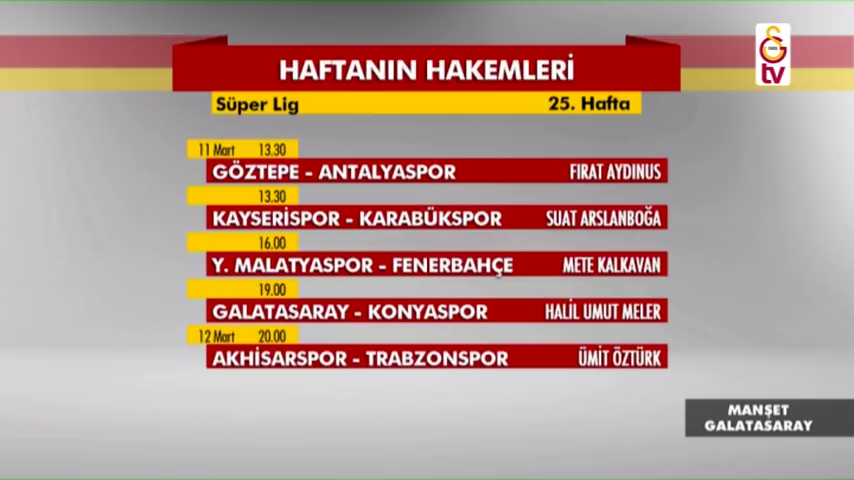 HAFTANIN HAKEMLERİ
tv
Süper Lig 25. Hafta
11 Mart 13.30
GÖZTEPE - ANTALYASPOR FIRAT AYDINUS
13.30
KAYSERİSPOR - KARABÜKSPOR SUAT ARSLANBOĞA
16.00
Y. MALATYASPOR - FENERBAHÇE METE KALKAVAN
19.00
GALATASARAY - KONYASPOR HALİL UMUT MELER
12 Mart 20.00
AKHİSARSPOR - TRABZONSPOR ÜMİT ÖZTÜRK
MANŞET
GALATASARAY